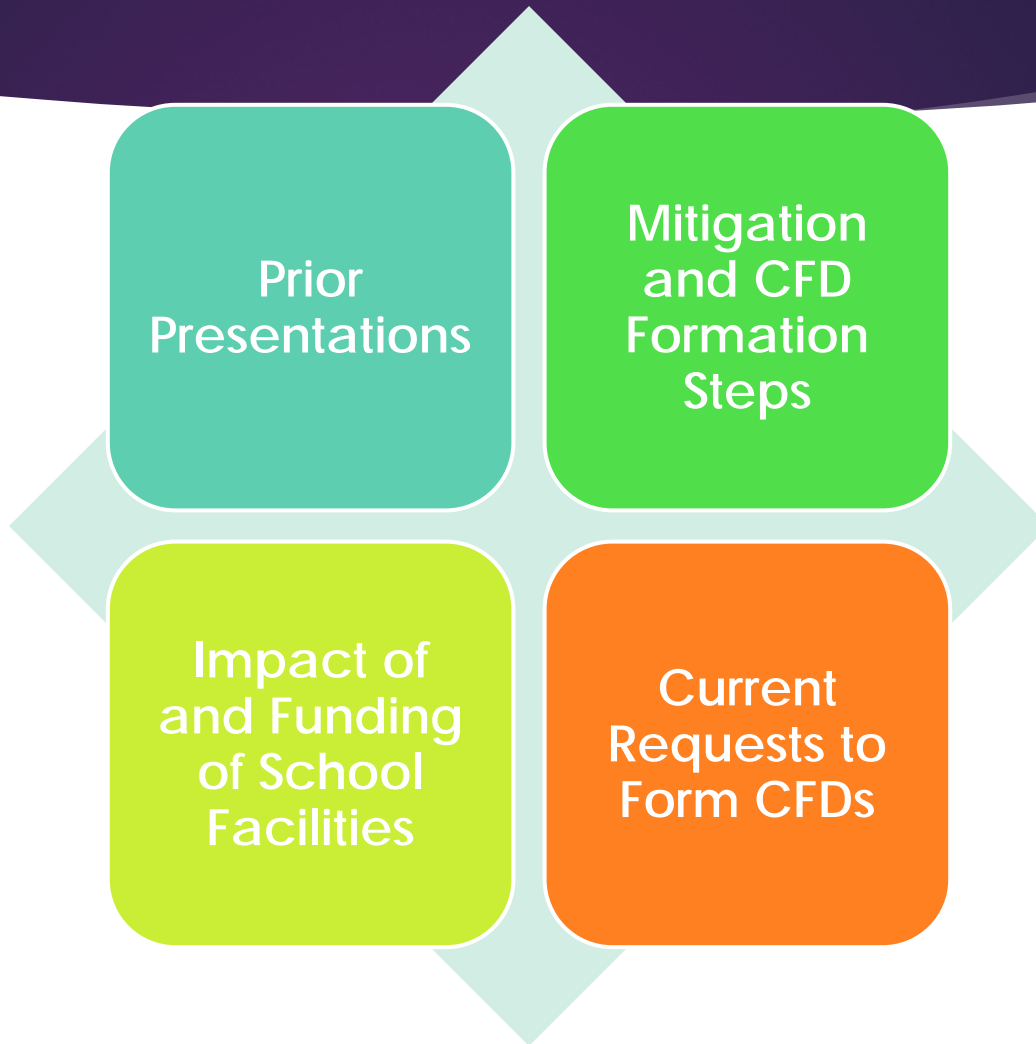 Prior
Presentations
Mitigation
and CFD
Formation
Steps
Impact of
and Funding
of School
Facilities
Current
Requests to
Form CFDs